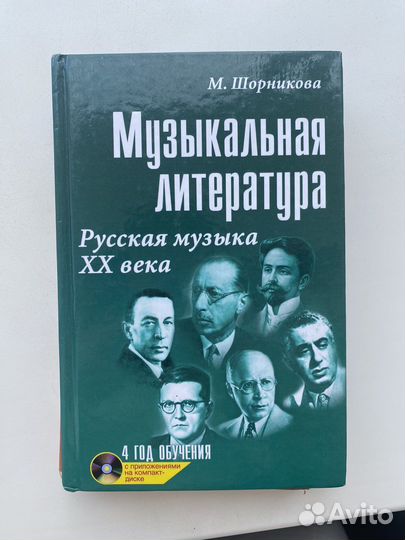 М. Шорникова
Музыкальная
литература
Русская музыка
XX века
4 ГОД ОБУЧЕНИЯ
с приложениями
на компакт-
диске
Avito